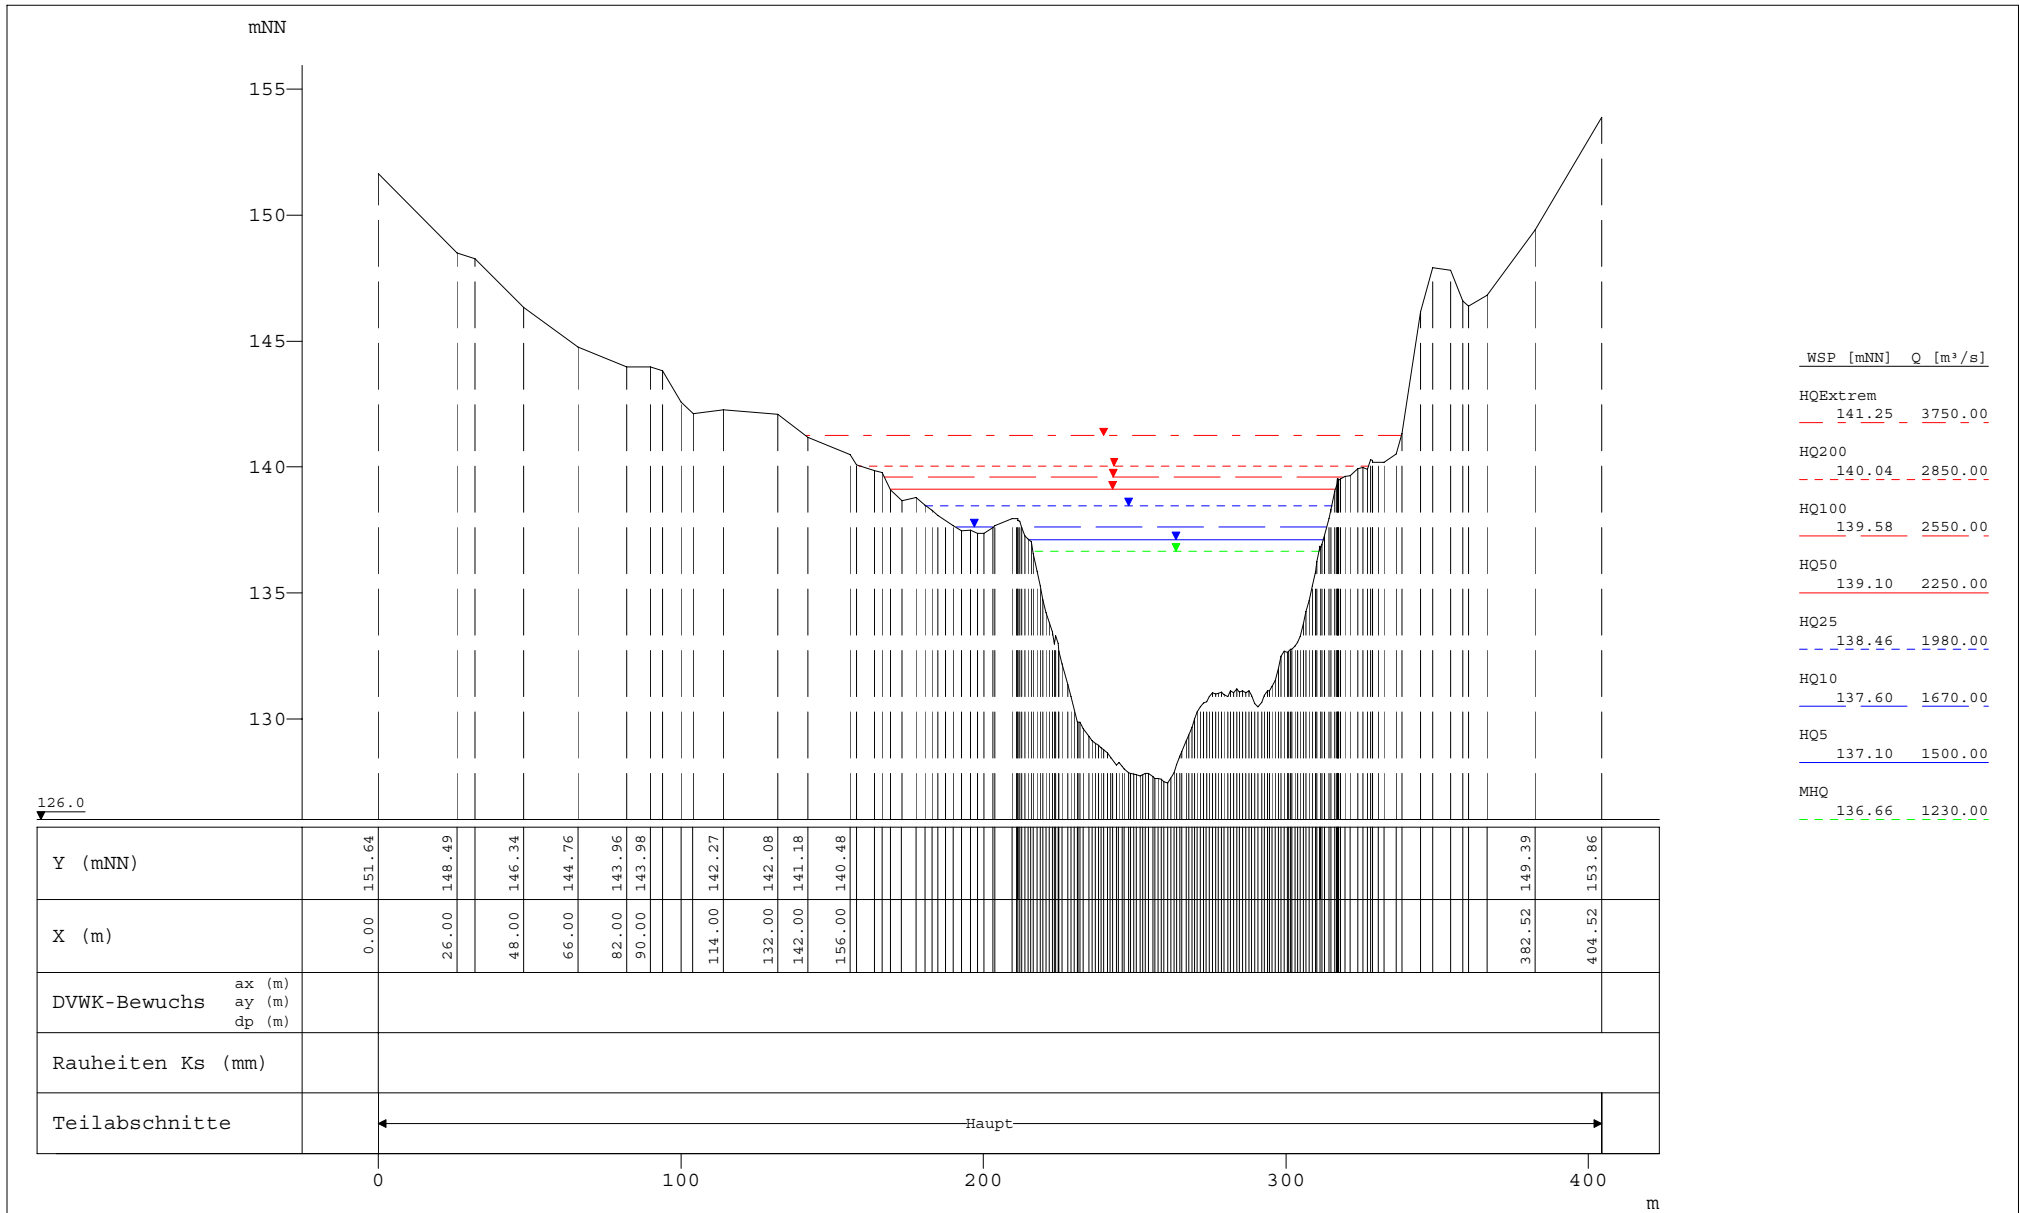 mNN
155
150
145
140
135
130
126.0
WSP [mNN] Q [m³/s]
HQExtrem
141.25 3750.00
HQ200
140.04 2850.00
HQ100
139.58 2550.00
HQ50
139.10 2250.00
HQ25
138.46 1980.00
HQ10
137.60 1670.00
HQ5
137.10 1500.00
MHQ
136.66 1230.00
Y (mNN) 151.64 148.49 146.34 144.76 143.96 143.98 142.27 142.08 141.18 140.48 149.39 153.86
X (m) 0.00 26.00 48.00 66.00 82.00 90.00 114.00 132.00 142.00 156.00 382.52 404.52
DVWK-Bewuchs
ax (m)
ay (m)
dp (m)
Rauheiten Ks (mm)
Teilabschnitte Haupt
0 100 200 300 400
m